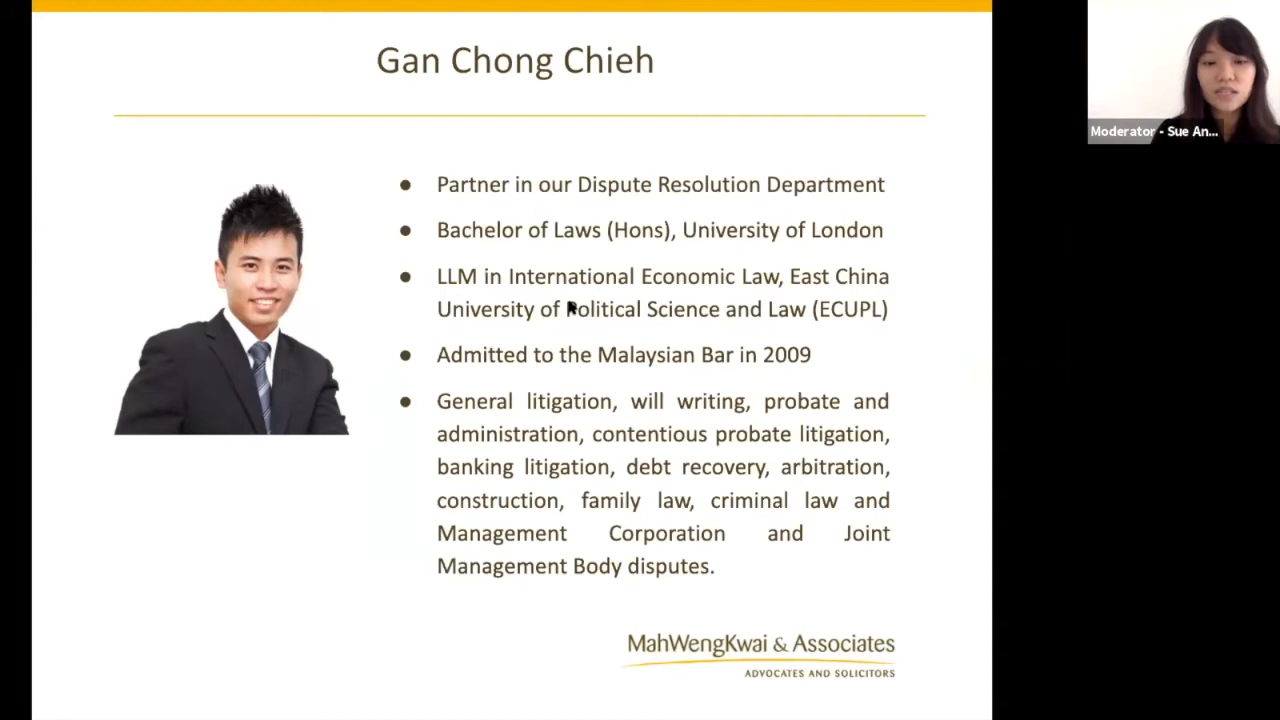 Gan Chong Chieh
Moderator - Sue An...
● Partner in our Dispute Resolution Department
● Bachelor of Laws (Hons), University of London
● LLM in International Economic Law, East China
University of Political Science and Law (ECUPL)
● Admitted to the Malaysian Bar in 2009
● General litigation, will writing, probate and
administration, contentious probate litigation,
banking litigation, debt recovery, arbitration,
construction, family law, criminal law and
Management Corporation and Joint
Management Body disputes.
MahWengKwai & Associates
ADVOCATES AND SOLICITORS